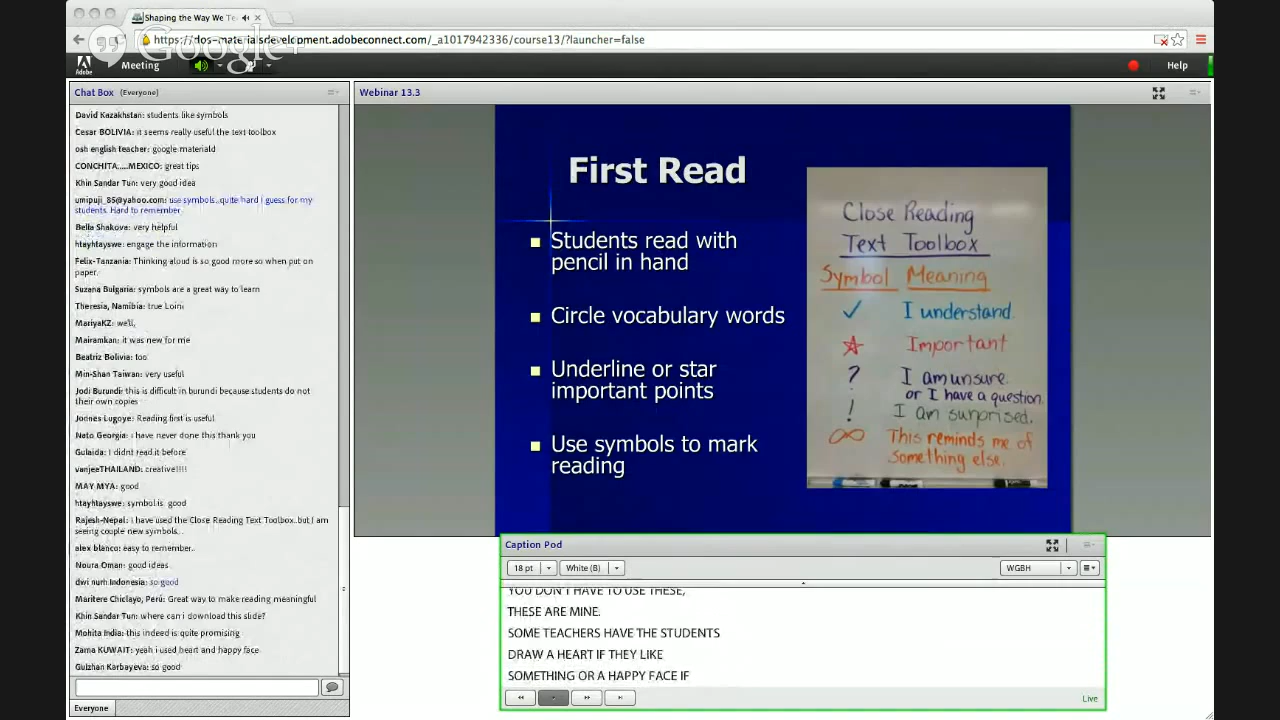 Shaping the Way We Te
Google+
https://dos-materialsdevelopment.adobeconnect.com/_a1017942336/course13/?launcher=false
Adobe
Meeting
Help
Chat Box (Everyone)
David Kazakhstan: students like symbols
Cesar BOLIVIA: it seems really useful the text toolbox
osh english teacher: google materiald
CONCHITA.....MEXICO: great tips
Khin Sandar Tun: very good idea
umipuji_85@yahoo.com: use symbols..quite hard i guess for my
students. Hard to remember
Bella Shakova: very helpful
htayhtayswe: engage the information
Felix-Tanzania: Thinking aloud is so good more so when put on
paper.
Suzana Bulgaria: symbols are a great way to learn
Theresia, Namibia: true Loini
MariyaKZ: we'll,
Mairamkan: it was new for me
Beatriz Bolivia: too
Min-Shan Taiwan: very useful
Jodi Burundi: this is difficult in burundi because students do not
their own copies
Jonnes Lugoye: Reading first is useful
Nato Georgia: i have never done this thank you
Gulaida: I didnt read it before
vanjeeTHAILAND: creative!!!!
MAY MYA: good
htayhtayswe: symbol is good
Rajesh-Nepal: I have used the Close Reading Text Toolbox..but I am
seeing couple new symbols..
alex blanco: easy to remember..
Noura Oman: good ideas
dwi num Indonesia: so good
Maritere Chiclayo, Perú: Great way to make reading meaningful
Khin Sandar Tun: where can i download this slide?
Mohita India: this indeed is quite promising
Zama KUWAIT: yeah i used heart and happy face
Gulzhan Karbayeva: so good
Everyone
Webinar 13.3
First Read
Students read with
pencil in hand
Circle vocabulary words
Underline or star
important points
Use symbols to mark
reading
Close Reading
Text Toolbox
Symbol Meaning
✓ I understand.
☆ Important
? I am unsure.
or I have a question.
! I am surprised.
∞ This reminds me of
something else.
Caption Pod
18 pt White (B) WGBH
YOU DON'T HAVE TO USE THESE,
THESE ARE MINE.
SOME TEACHERS HAVE THE STUDENTS
DRAW A HEART IF THEY LIKE
SOMETHING OR A HAPPY FACE IF
Live